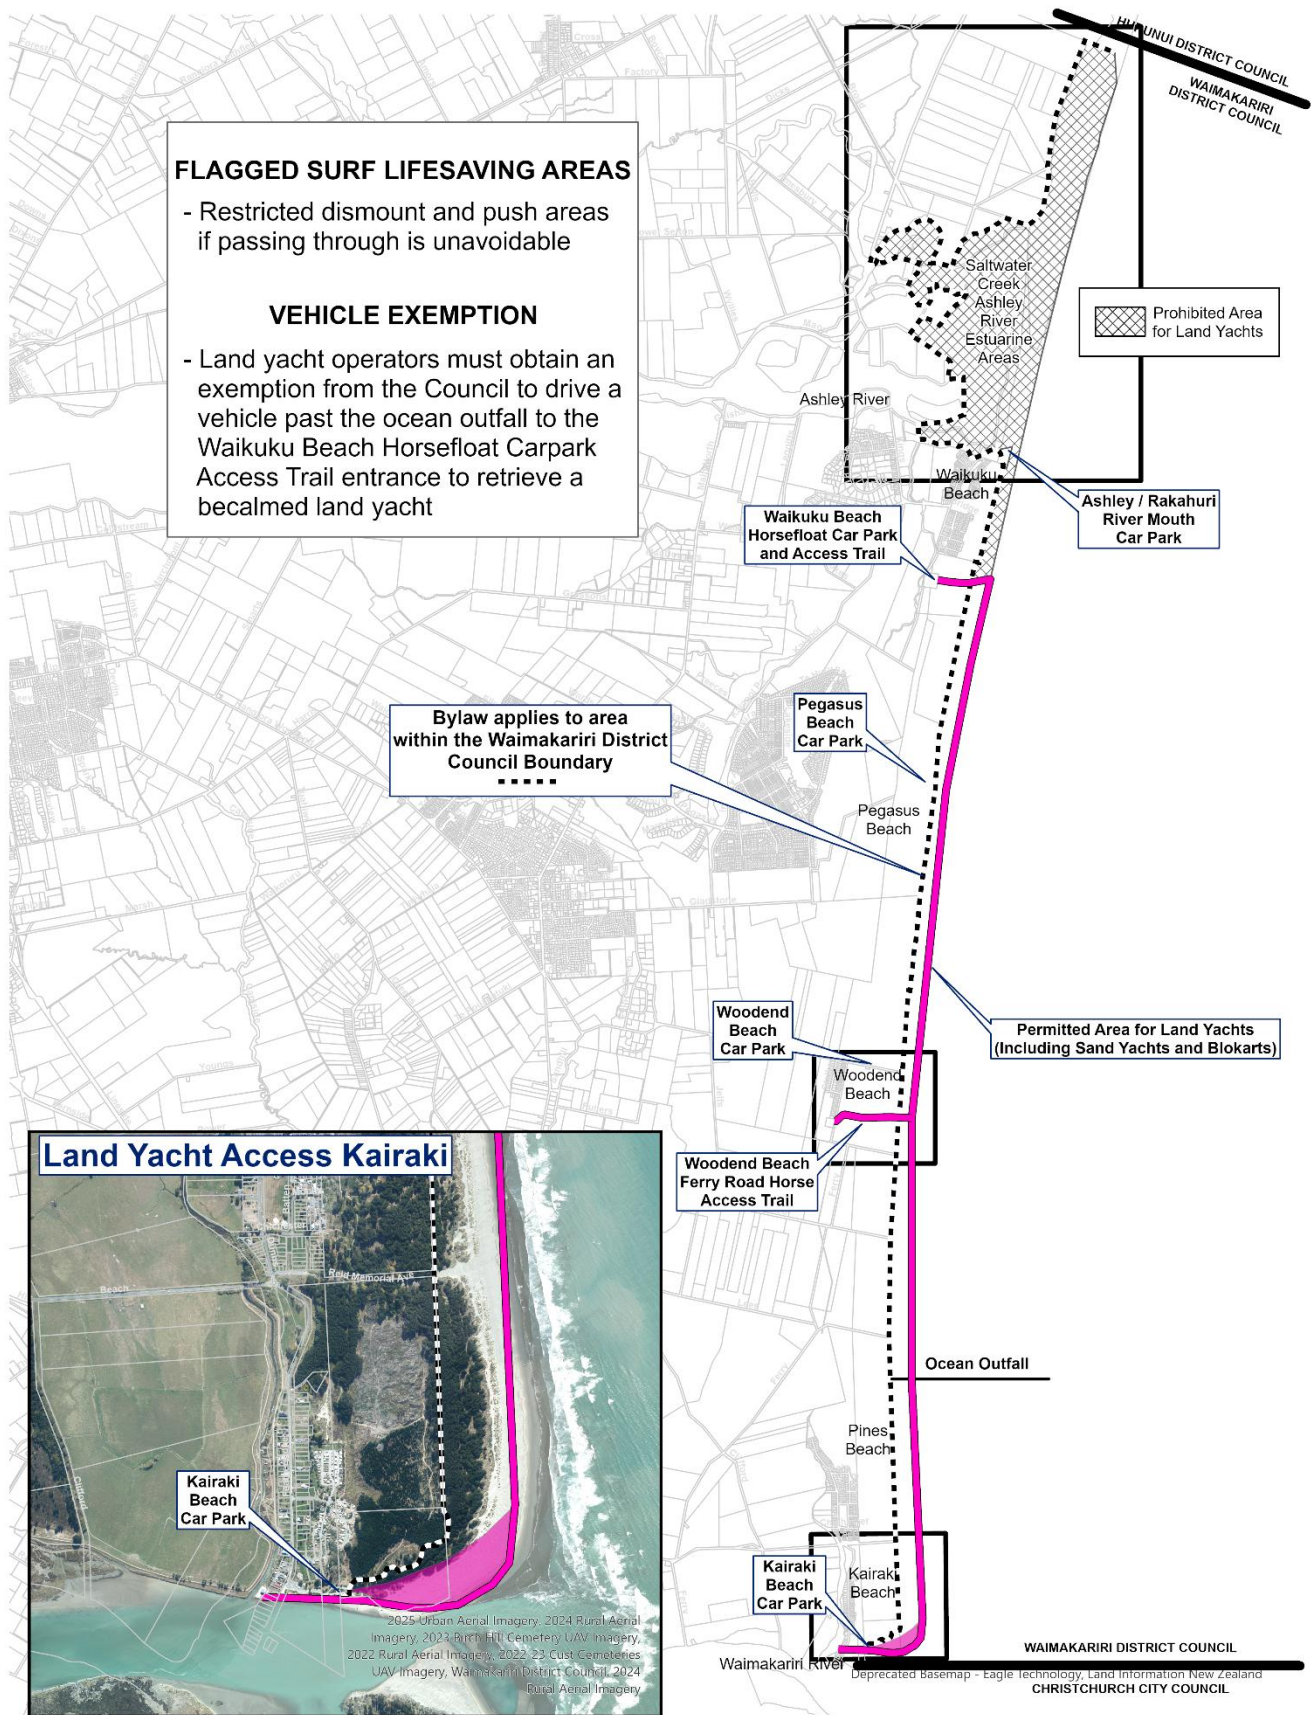 HURUNUI DISTRICT COUNCIL
WAIMAKARIRI
DISTRICT COUNCIL
FLAGGED SURF LIFESAVING AREAS
- Restricted dismount and push areas
if passing through is unavoidable
VEHICLE EXEMPTION
- Land yacht operators must obtain an
exemption from the Council to drive a
vehicle past the ocean outfall to the
Waikuku Beach Horsefloat Carpark
Access Trail entrance to retrieve a
becalmed land yacht
Saltwater
Creek
Ashley
River
Estuarine
Areas
Prohibited Area
for Land Yachts
Ashley River
Waikuku
Beach
Ashley / Rakahuri
River Mouth
Car Park
Waikuku Beach
Horsefloat Car Park
and Access Trail
Bylaw applies to area
within the Waimakariri District
Council Boundary
Pegasus
Beach
Car Park
Pegasus
Beach
Gladstone
Woodend
Beach
Car Park
Permitted Area for Land Yachts
(Including Sand Yachts and Blokarts)
Woodend
Beach
Woodend Beach
Ferry Road Horse
Access Trail
Ocean Outfall
Pines
Beach
Kairaki
Beach
Kairaki
Beach
Car Park
Waimakariri River
WAIMAKARIRI DISTRICT COUNCIL
Deprecated Basemap - Eagle Technology, Land Information New Zealand
CHRISTCHURCH CITY COUNCIL
Land Yacht Access Kairaki
Batten
Reid Memorial Ave
Beach
Clifford
Kairaki
Beach
Car Park
2025 Urban Aerial Imagery, 2024 Rural Aerial
Imagery, 2023 Birch Hill Cemetery UAV Imagery,
2022 Rural Aerial Imagery, 2022-23 Cust Cemeteries
UAV Imagery, Waimakariri District Council, 2024
Rural Aerial Imagery